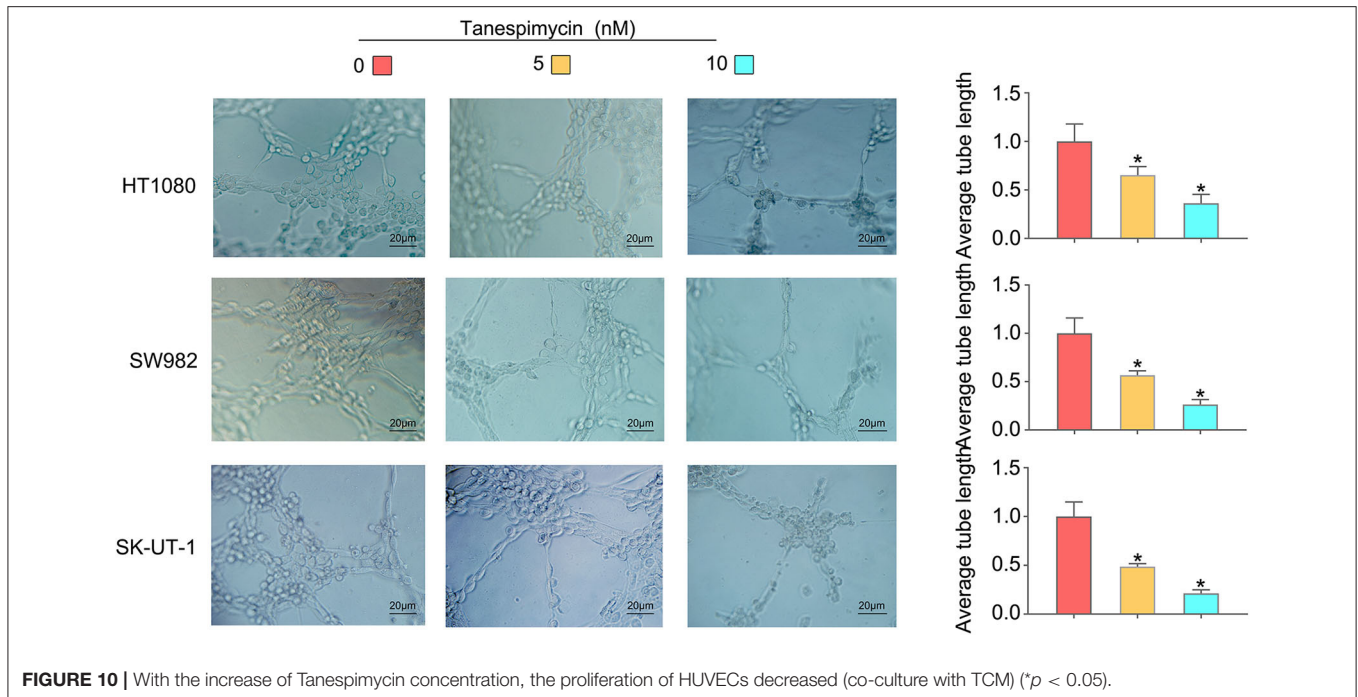 Tanespimycin (nM)
0 5 10
HT1080
20μm 20μm 20μm
Average tube length
1.5
1.0
0.5
0.0
* *
SW982
20μm 20μm 20μm
Average tube length
1.5
1.0
0.5
0.0
* *
SK-UT-1
20μm 20μm 20μm
Average tube length
1.5
1.0
0.5
0.0
* *
FIGURE 10 | With the increase of Tanespimycin concentration, the proliferation of HUVECs decreased (co-culture with TCM) (*p < 0.05).